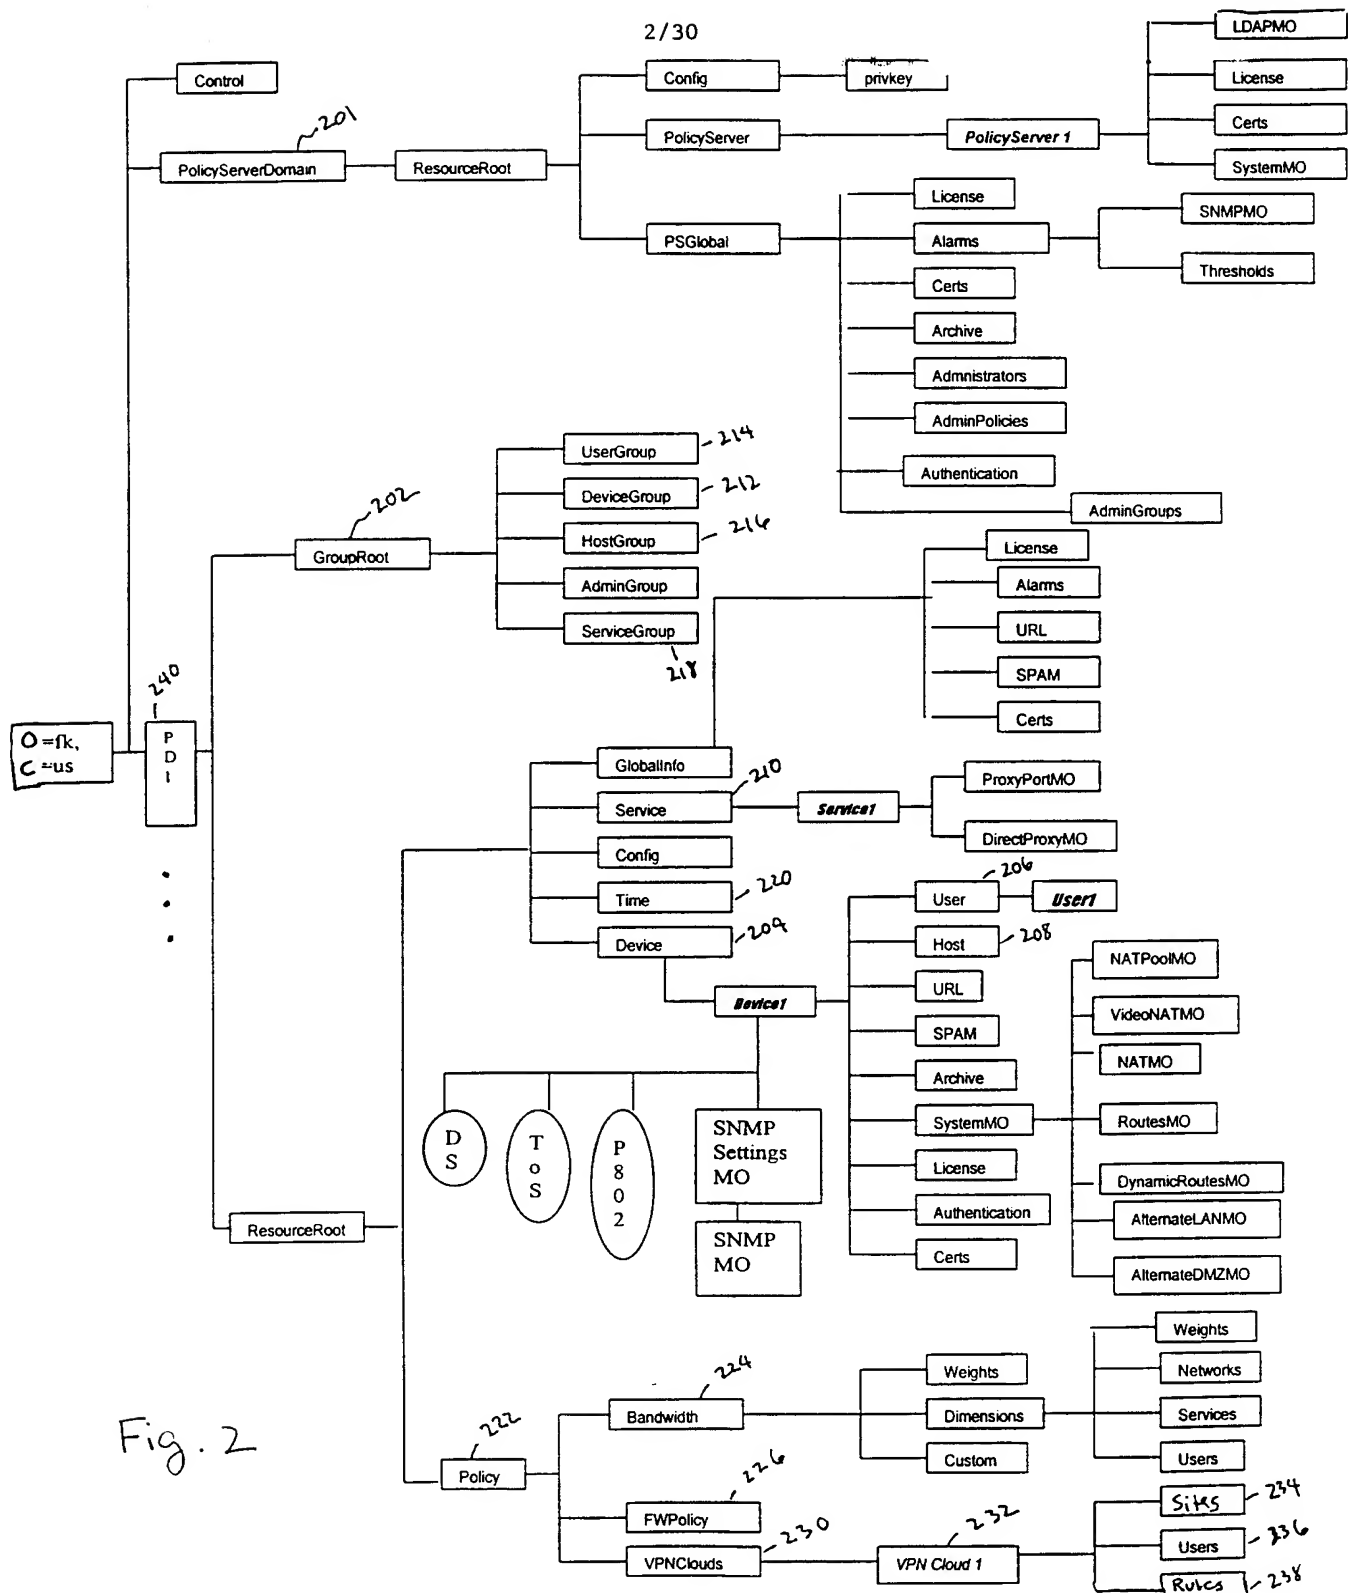 2/30
LDAPMO
Control
Config
privkey
License
201
PolicyServer
PolicyServer 1
Certs
PolicyServerDomain
ResourceRoot
SystemMO
License
SNMPMO
PSGlobal
Alarms
Thresholds
Certs
Archive
Admnistrators
AdminPolicies
Authentication
AdminGroups
UserGroup
214
DeviceGroup
212
202
HostGroup
216
GroupRoot
AdminGroup
ServiceGroup
218
License
Alarms
URL
SPAM
Certs
240
O=fk,
C=us
P
D
I
GlobalInfo
Service
210
Service1
ProxyPortMO
DirectProxyMO
Config
Time
220
Device
204
206
User
User1
Host
208
URL
SPAM
Archive
SystemMO
License
Authentication
Certs
Device1
NATPoolMO
VideoNATMO
NATMO
RoutesMO
DynamicRoutesMO
AlternateLANMO
AlternateDMZMO
D
S
T
o
S
P
8
0
2
SNMP
Settings
MO
SNMP
MO
ResourceRoot
Fig. 2
222
Policy
224
Bandwidth
Weights
Dimensions
Custom
Weights
Networks
Services
Users
226
FWPolicy
230
VPNClouds
232
VPN Cloud 1
Sites
234
Users
236
Rules
238